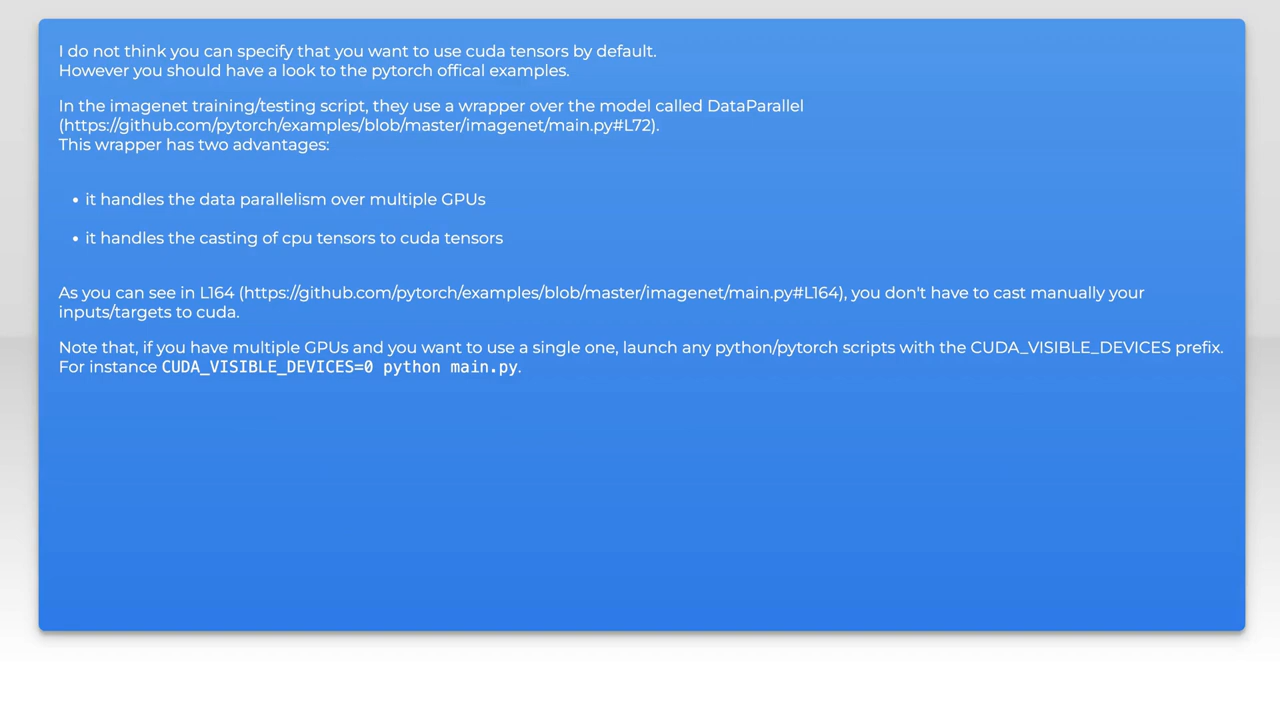 I do not think you can specify that you want to use cuda tensors by default.
However you should have a look to the pytorch offical examples.
In the imagenet training/testing script, they use a wrapper over the model called DataParallel
(https://github.com/pytorch/examples/blob/master/imagenet/main.py#L72).
This wrapper has two advantages:
• it handles the data parallelism over multiple GPUs
• it handles the casting of cpu tensors to cuda tensors
As you can see in L164 (https://github.com/pytorch/examples/blob/master/imagenet/main.py#L164), you don't have to cast manually your
inputs/targets to cuda.
Note that, if you have multiple GPUs and you want to use a single one, launch any python/pytorch scripts with the CUDA_VISIBLE_DEVICES prefix.
For instance CUDA_VISIBLE_DEVICES=0 python main.py.